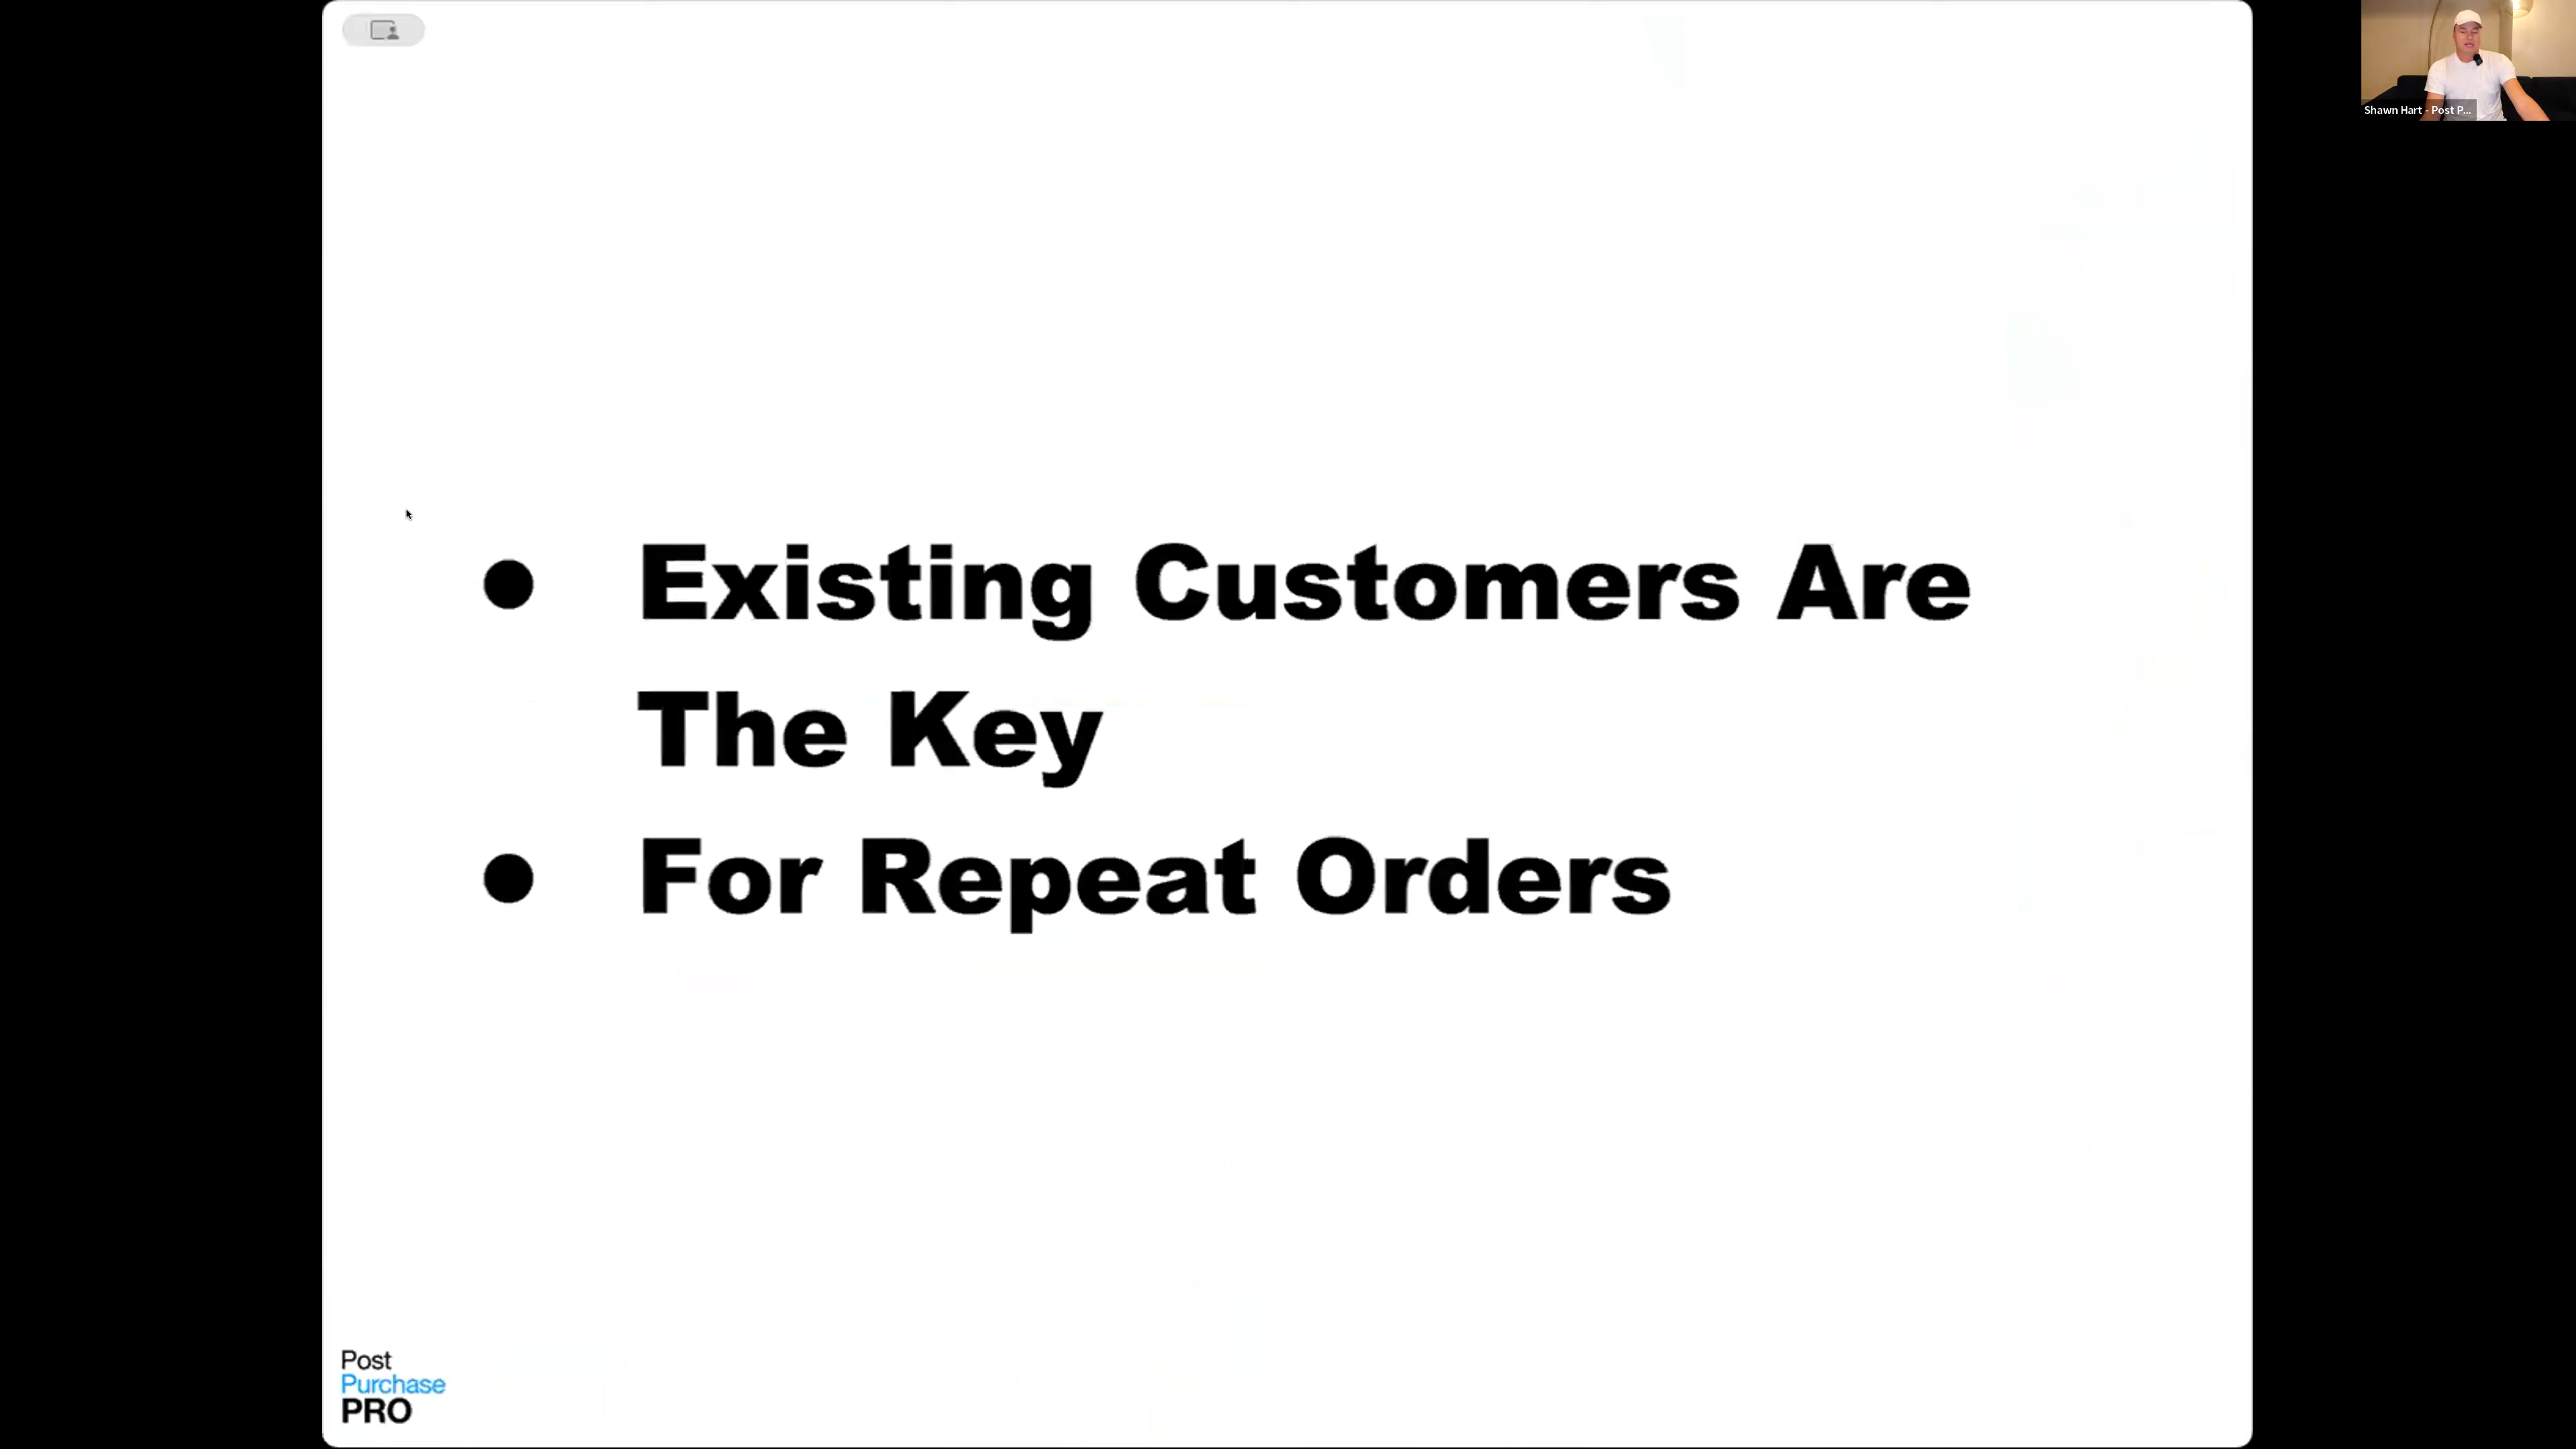 Shawn Hart - Post P...
● Existing Customers Are
The Key
● For Repeat Orders
Post
Purchase
PRO